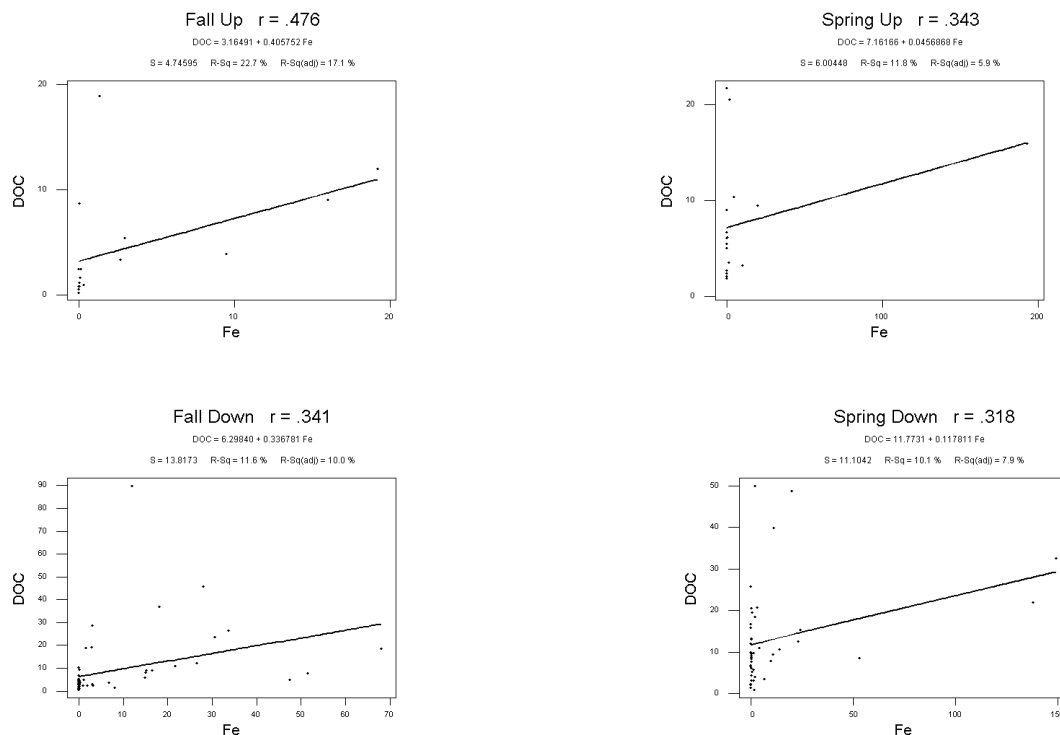 Fall Up r = .476
DOC = 3.16491 + 0.405752 Fe
S = 4.74595 R-Sq = 22.7 % R-Sq(adj) = 17.1 %
20
10
0
DOC
0 10 20
Fe
Spring Up r = .343
DOC = 7.16166 + 0.0456868 Fe
S = 6.00448 R-Sq = 11.8 % R-Sq(adj) = 5.9 %
20
10
0
DOC
0 100 200
Fe
Fall Down r = .341
DOC = 6.29840 + 0.336781 Fe
S = 13.8173 R-Sq = 11.6 % R-Sq(adj) = 10.0 %
90
80
70
60
50
40
30
20
10
0
DOC
0 10 20 30 40 50 60 70
Fe
Spring Down r = .318
DOC = 11.7731 + 0.117811 Fe
S = 11.1042 R-Sq = 10.1 % R-Sq(adj) = 7.9 %
50
40
30
20
10
0
DOC
0 50 100 150
Fe